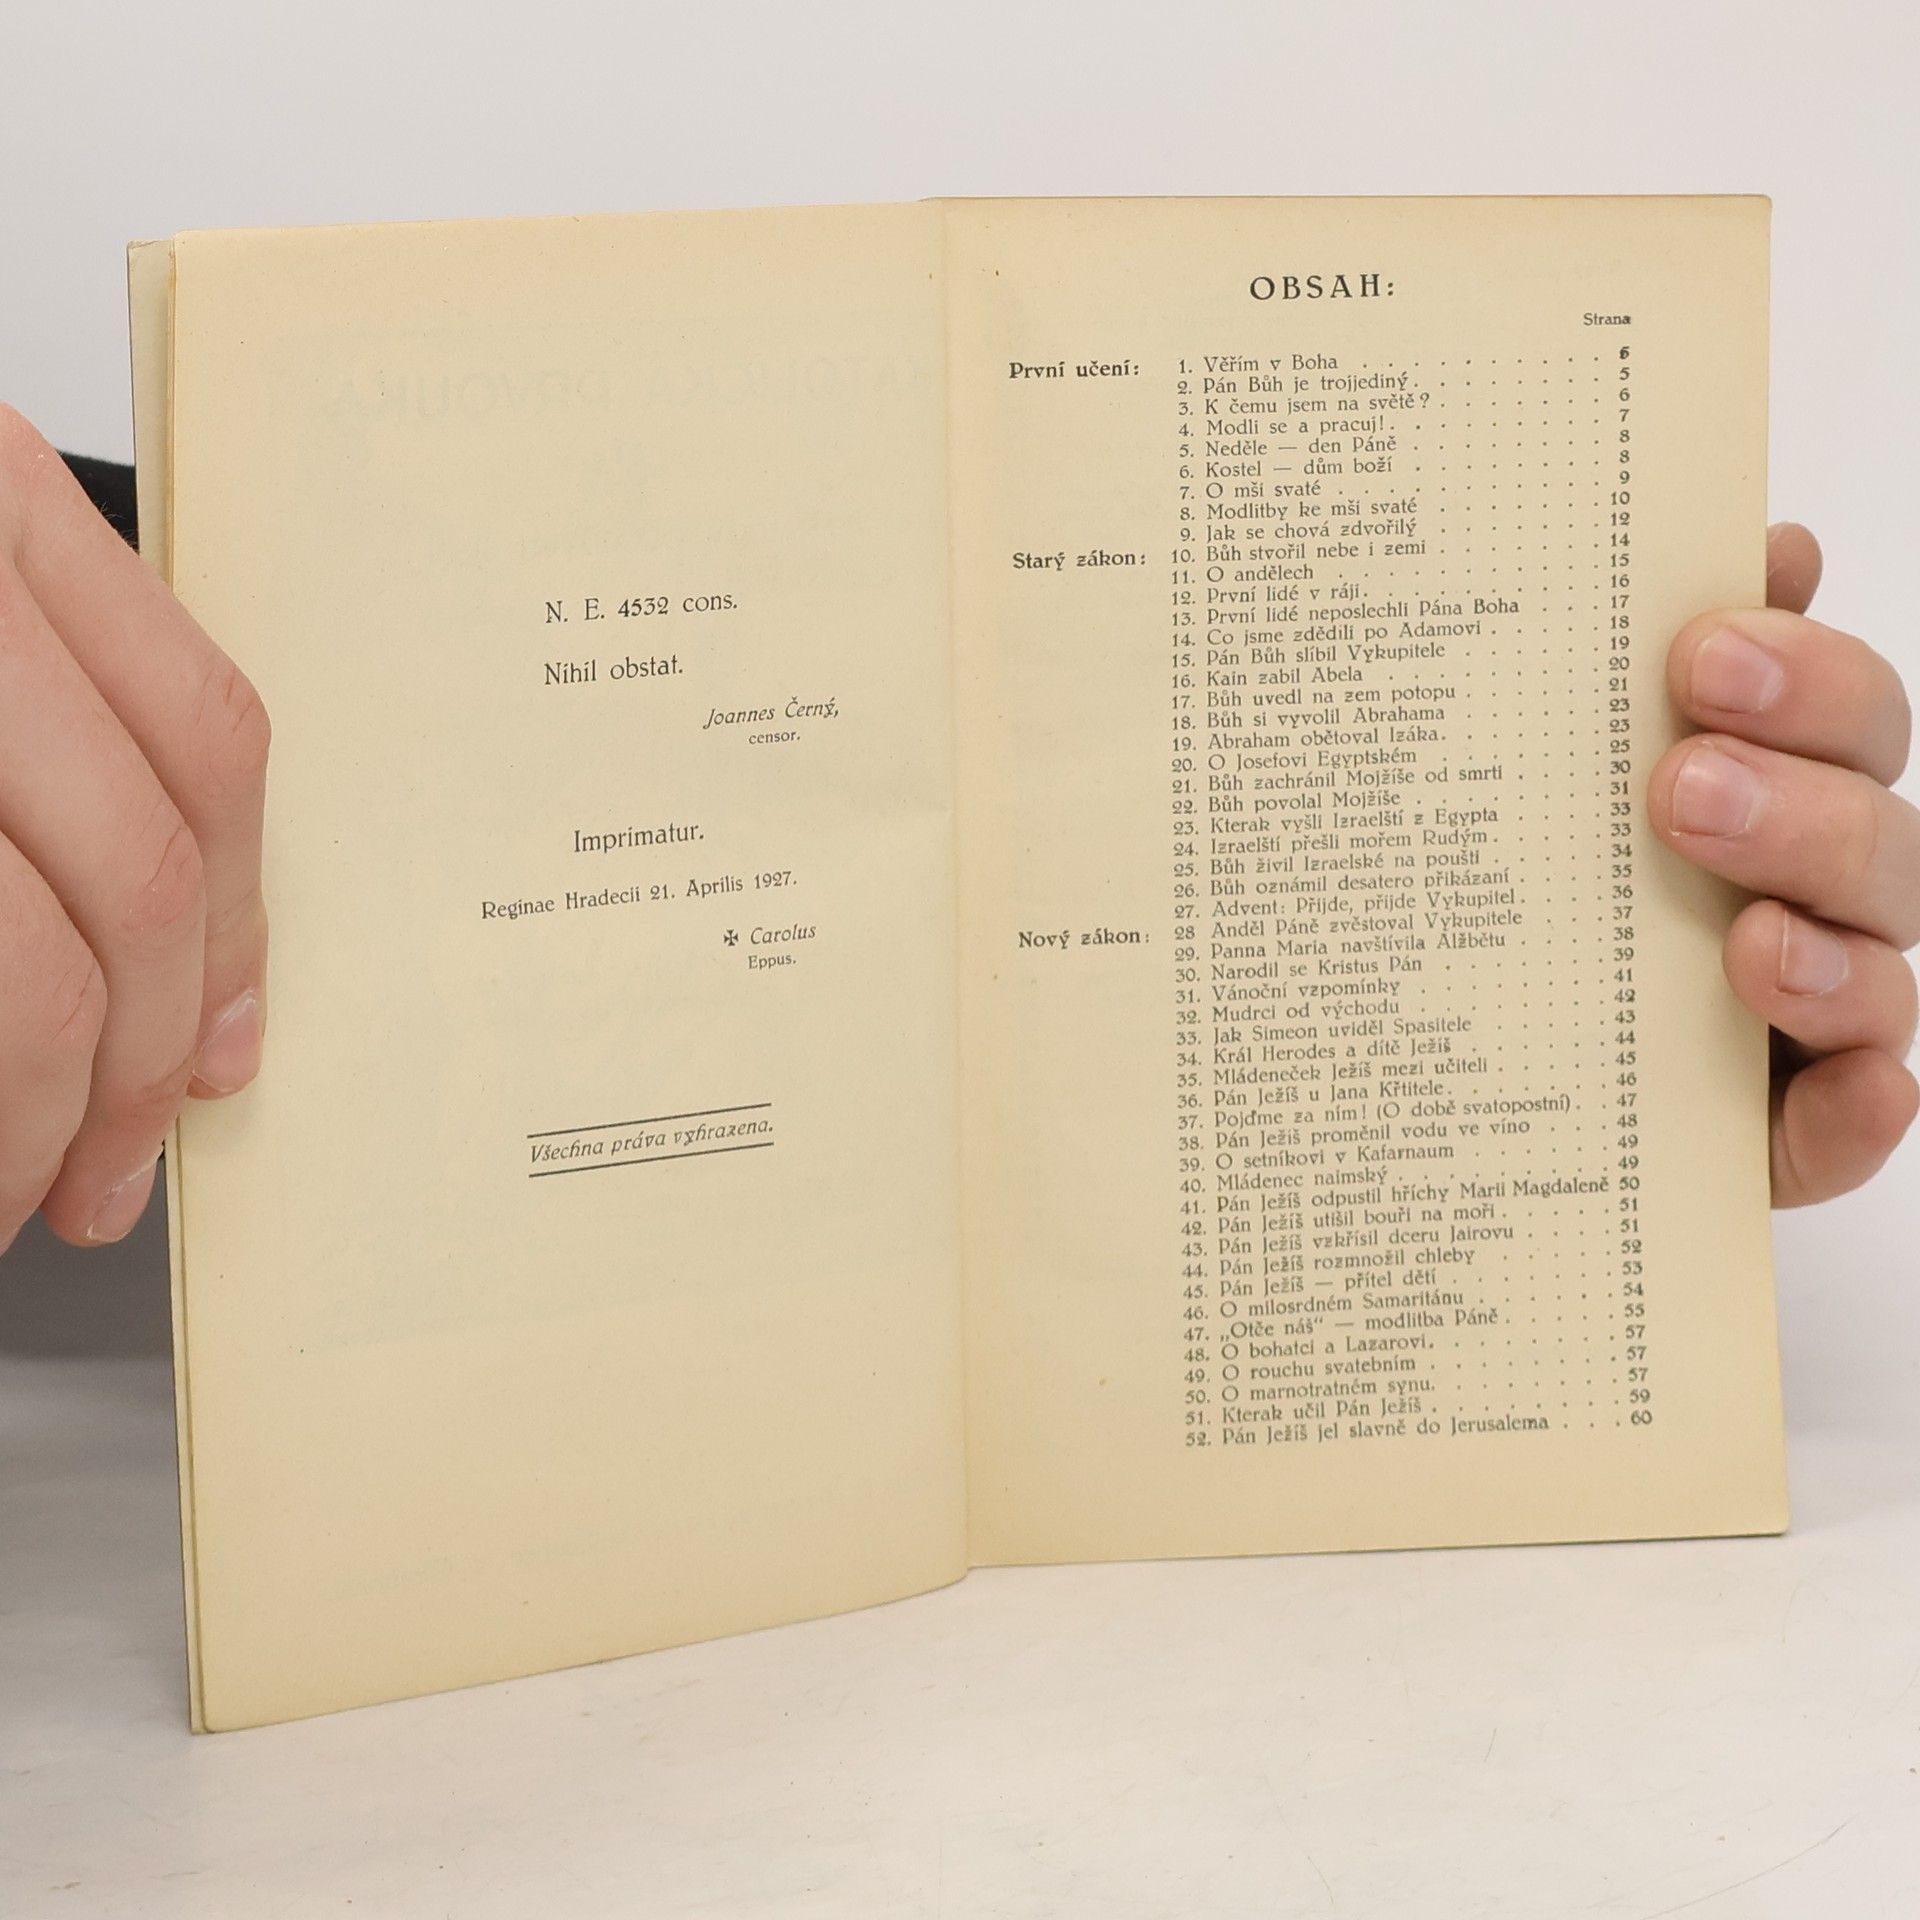 N. E. 4532 cons.
Nihil obstat.
Joannes Černý,
censor.
Imprimatur.
Reginae Hradecii 21. Aprilis 1927.
✠ Carolus
Eppus.
Všechna práva vyhrazena.
OBSAH:
Strana
První učení: 1. Věřím v Boha . . . . . . . . . . 5
2. Pán Bůh je trojjediný . . . . . . . . 5
3. K čemu jsem na světě? . . . . . . . 6
4. Modli se a pracuj! . . . . . . . . . 7
5. Neděle — den Páně . . . . . . . . 8
6. Kostel — dům boží . . . . . . . . 8
7. O mši svaté . . . . . . . . . . . 9
8. Modlitby ke mši svaté . . . . . . . 10
9. Jak se chová zdvořilý . . . . . . . 12
Starý zákon: 10. Bůh stvořil nebe i zemi . . . . . . . 14
11. O andělech . . . . . . . . . . . 15
12. První lidé v ráji . . . . . . . . . . 16
13. První lidé neposlechli Pána Boha . . . 17
14. Co jsme zdědili po Adamovi . . . . . 18
15. Pán Bůh slíbil Vykupitele . . . . . . 19
16. Kain zabil Abela . . . . . . . . . 20
17. Bůh uvedl na zem potopu . . . . . . 21
18. Bůh si vyvolil Abrahama . . . . . . 23
19. Abraham obětoval Izáka . . . . . . . 23
20. O Josefovi Egyptském . . . . . . . 25
21. Bůh zachránil Mojžíše od smrti . . . . 30
22. Bůh povolal Mojžíše . . . . . . . . 31
23. Kterak vyšli Izraelští z Egypta . . . . 33
24. Izraelští přešli mořem Rudým . . . . . 33
25. Bůh živil Izraelské na poušti . . . . . 34
26. Bůh oznámil desatero přikázaní . . . . 35
27. Advent: Přijde, přijde Vykupitel . . . . 36
Nový zákon: 28 Anděl Páně zvěstoval Vykupitele . . . 37
29. Panna Maria navštívila Alžbětu . . . . 38
30. Narodil se Kristus Pán . . . . . . . 39
31. Vánoční vzpomínky . . . . . . . . 41
32. Mudrci od východu . . . . . . . . 42
33. Jak Simeon uviděl Spasitele . . . . . 43
34. Král Herodes a dítě Ježíš . . . . . . 44
35. Mládeneček Ježíš mezi učiteli . . . . . 45
36. Pán Ježíš u Jana Křtitele . . . . . . . 46
37. Pojďme za ním! (O době svatopostní) . . 47
38. Pán Ježíš proměnil vodu ve víno . . . 48
39. O setníkovi v Kafarnaum . . . . . . 49
40. Mládenec naimský . . . . . . . . . 49
41. Pán Ježíš odpustil hříchy Marii Magdaleně 50
42. Pán Ježíš utišil bouři na moři . . . . . 51
43. Pán Ježíš vzkřísil dceru Jairovu . . . . 51
44. Pán Ježíš rozmnožil chleby . . . . . 52
45. Pán Ježíš — přítel dětí . . . . . . . 53
46. O milosrdném Samaritánu . . . . . . 54
47. „Otče náš“ — modlitba Páně . . . . . 55
48. O bohatci a Lazarovi . . . . . . . . 57
49. O rouchu svatebním . . . . . . . . 57
50. O marnotratném synu . . . . . . . . 57
51. Kterak učil Pán Ježíš . . . . . . . . 59
52. Pán Ježíš jel slavně do Jerusalema . . . 60